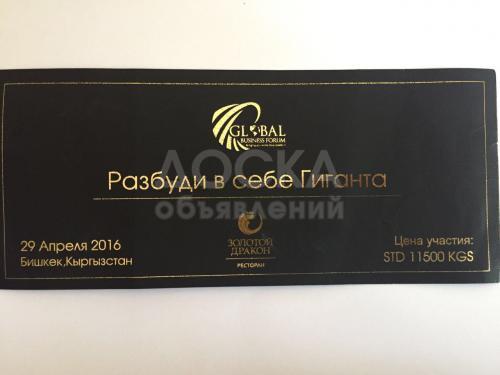 GLOBAL
BUSINESS FORUM
Разбуди в себе Гиганта
ДОСКА
объявлений
ЗОЛОТОЙ
ДРАКОН
РЕСТОРАН
29 Апреля 2016
Бишкек,Кыргызстан
Цена участия:
STD 11500 KGS